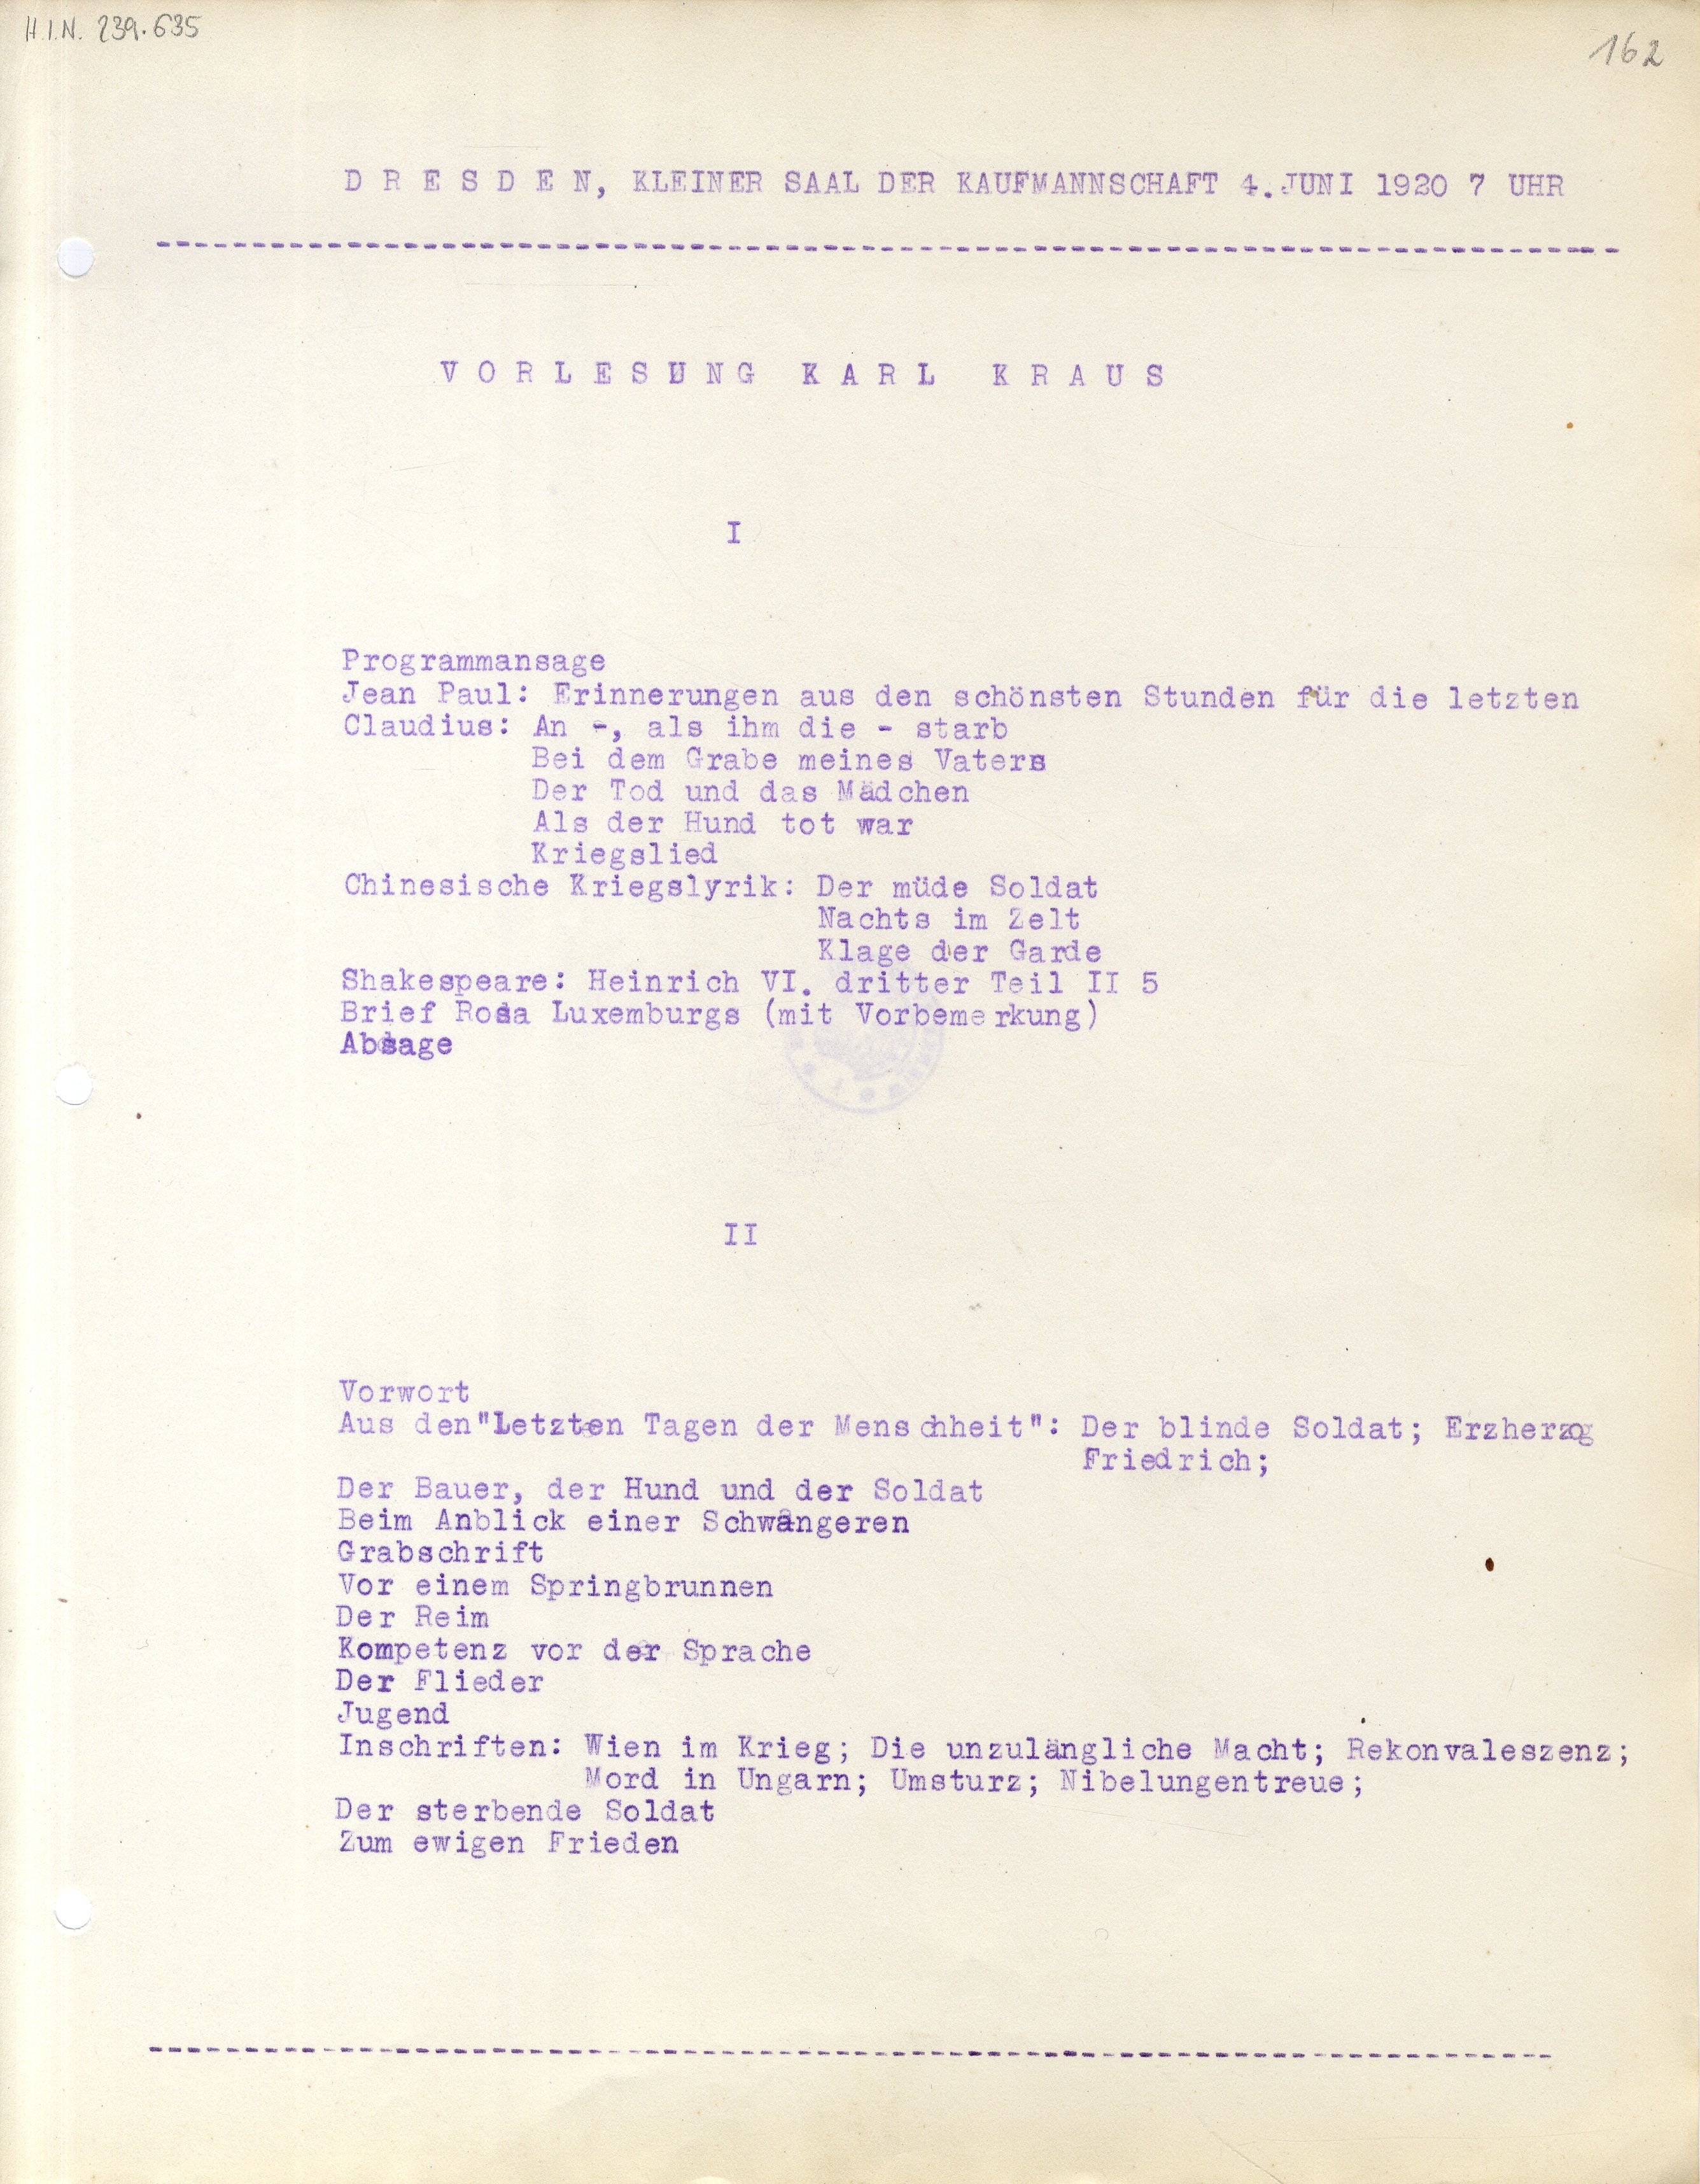 H.I.N. 239.635
162
D R E S D E N, KLEINER SAAL DER KAUFMANNSCHAFT 4. JUNI 1920 7 UHR
V O R L E S U N G  K A R L  K R A U S
I
Programmansage
Jean Paul: Erinnerungen aus den schönsten Stunden für die letzten
Claudius: An -, als ihm die - starb
Bei dem Grabe meines Vaters
Der Tod und das Mädchen
Als der Hund tot war
Kriegslied
Chinesische Kriegslyrik: Der müde Soldat
Nachts im Zelt
Klage der Garde
Shakespeare: Heinrich VI. dritter Teil II 5
Brief Rosa Luxemburgs (mit Vorbemerkung)
Absage
II
Vorwort
Aus den "Letzten Tagen der Menschheit": Der blinde Soldat; Erzherzog
Friedrich;
Der Bauer, der Hund und der Soldat
Beim Anblick einer Schwangeren
Grabschrift
Vor einem Springbrunnen
Der Reim
Kompetenz vor der Sprache
Der Flieder
Jugend
Inschriften: Wien im Krieg; Die unzulängliche Macht; Rekonvaleszenz;
Mord in Ungarn; Umsturz; Nibelungentreue;
Der sterbende Soldat
Zum ewigen Frieden